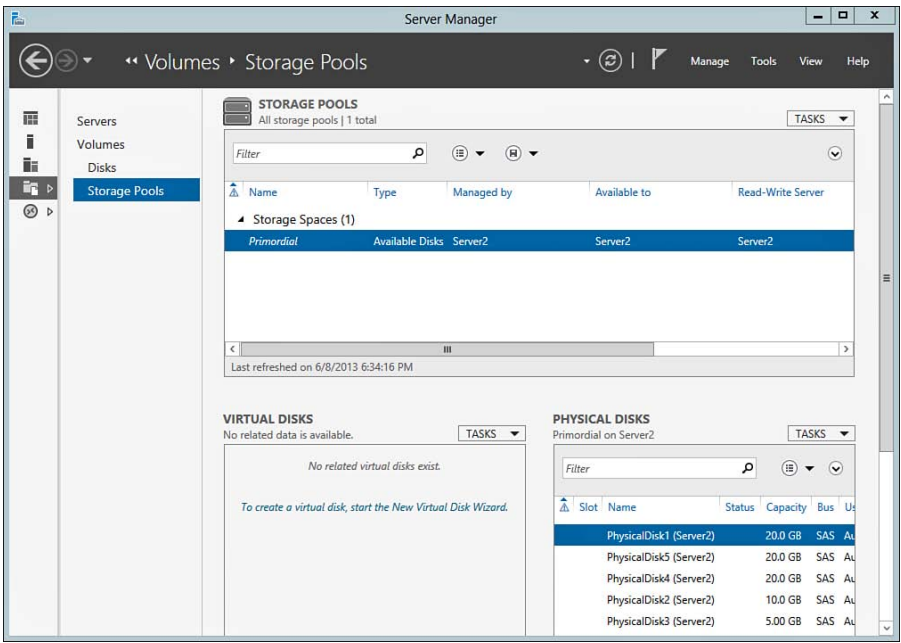 Server Manager
Volumes Storage Pools
Manage Tools View Help
Servers
Volumes
Disks
Storage Pools
STORAGE POOLS
All storage pools | 1 total
TASKS
Filter
Name Type Managed by Available to Read-Write Server
Storage Spaces (1)
Primordial Available Disks Server2 Server2 Server2
Last refreshed on 6/8/2013 6:34:16 PM
VIRTUAL DISKS
No related data is available.
TASKS
No related virtual disks exist.
To create a virtual disk, start the New Virtual Disk Wizard.
PHYSICAL DISKS
Primordial on Server2
TASKS
Filter
Slot Name Status Capacity Bus Us
PhysicalDisk1 (Server2) 20.0 GB SAS Au
PhysicalDisk5 (Server2) 20.0 GB SAS Au
PhysicalDisk4 (Server2) 20.0 GB SAS Au
PhysicalDisk2 (Server2) 10.0 GB SAS Au
PhysicalDisk3 (Server2) 5.00 GB SAS Au